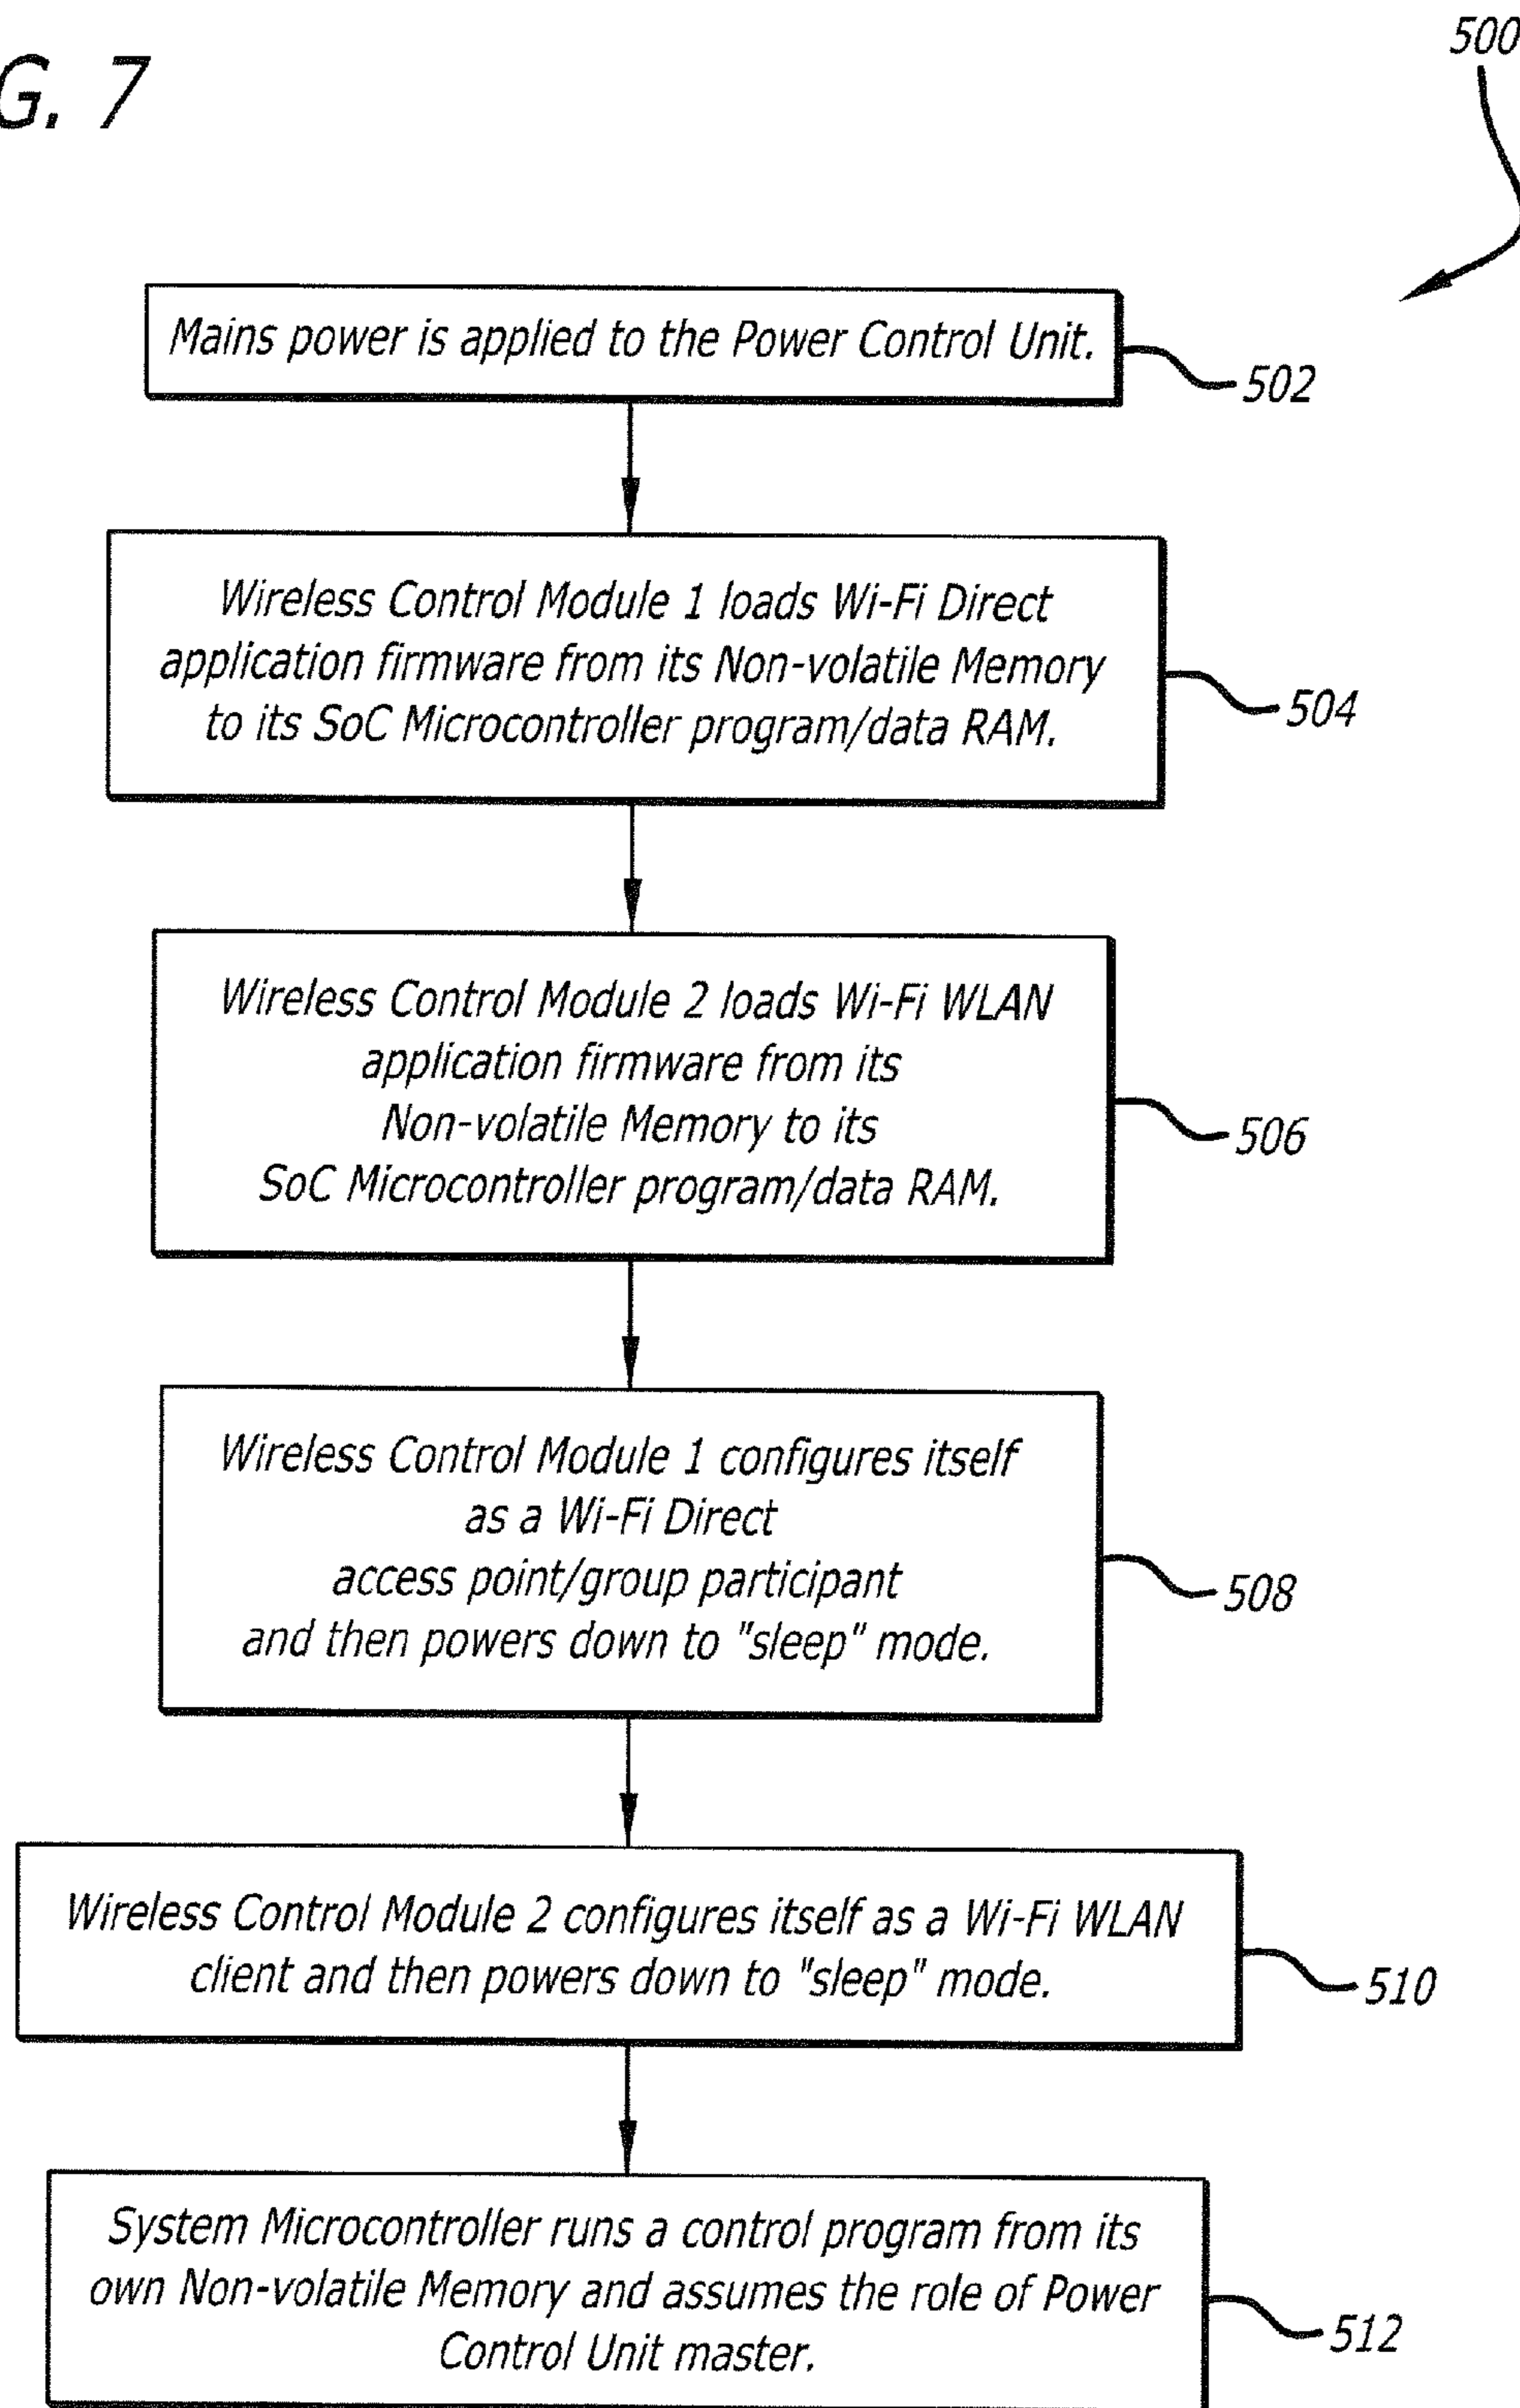 G. 7
500
Mains power is applied to the Power Control Unit.
502
Wireless Control Module 1 loads Wi-Fi Direct
application firmware from its Non-volatile Memory
to its SoC Microcontroller program/data RAM.
504
Wireless Control Module 2 loads Wi-Fi WLAN
application firmware from its
Non-volatile Memory to its
SoC Microcontroller program/data RAM.
506
Wireless Control Module 1 configures itself
as a Wi-Fi Direct
access point/group participant
and then powers down to "sleep" mode.
508
Wireless Control Module 2 configures itself as a Wi-Fi WLAN
client and then powers down to "sleep" mode.
510
System Microcontroller runs a control program from its
own Non-volatile Memory and assumes the role of Power
Control Unit master.
512